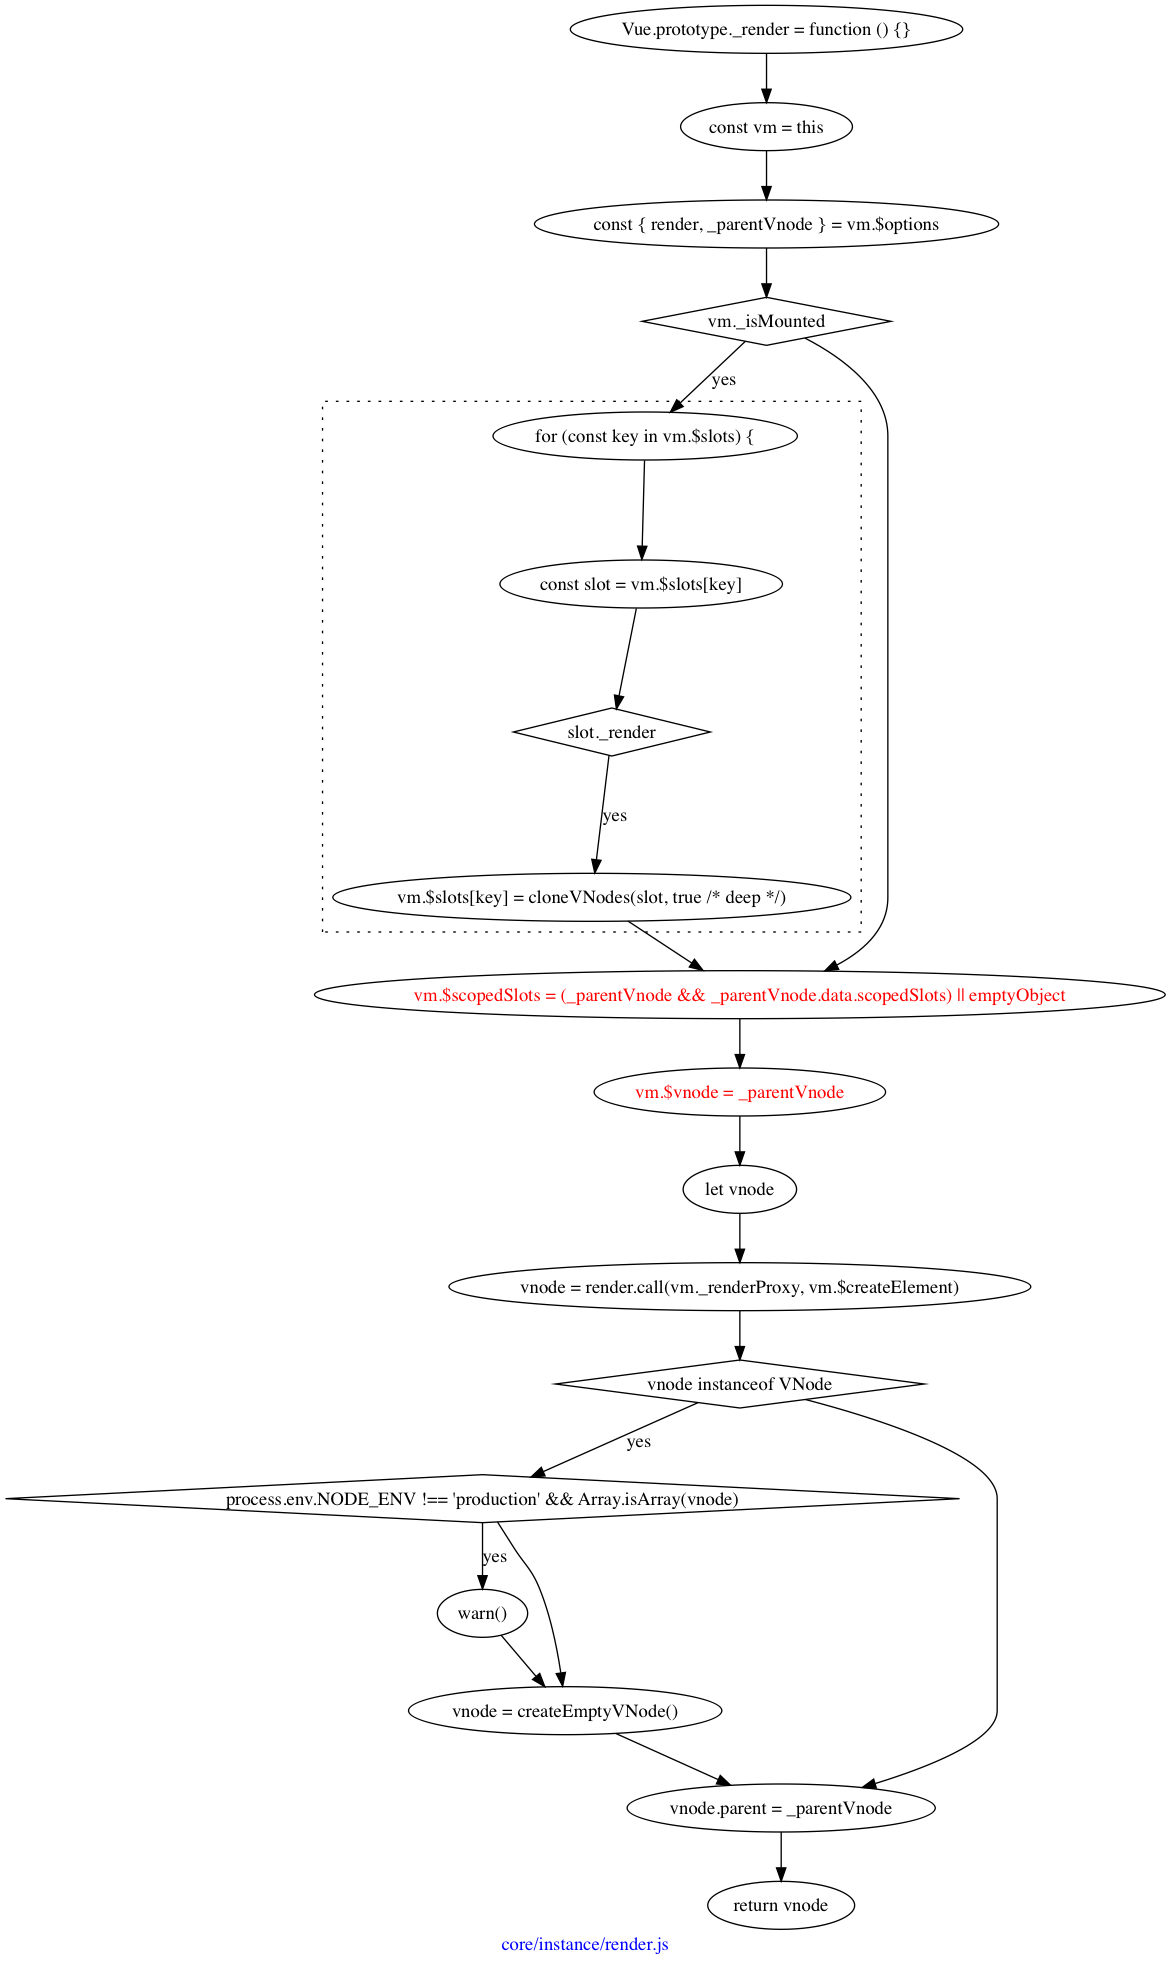 Vue.prototype._render = function () {}
const vm = this
const { render, _parentVnode } = vm.$options
vm._isMounted
yes
for (const key in vm.$slots) {
const slot = vm.$slots[key]
slot._render
yes
vm.$slots[key] = cloneVNodes(slot, true /* deep */)
vm.$scopedSlots = (_parentVnode && _parentVnode.data.scopedSlots) || emptyObject
vm.$vnode = _parentVnode
let vnode
vnode = render.call(vm._renderProxy, vm.$createElement)
vnode instanceof VNode
yes
process.env.NODE_ENV !== 'production' && Array.isArray(vnode)
yes
warn()
vnode = createEmptyVNode()
vnode.parent = _parentVnode
return vnode
core/instance/render.js